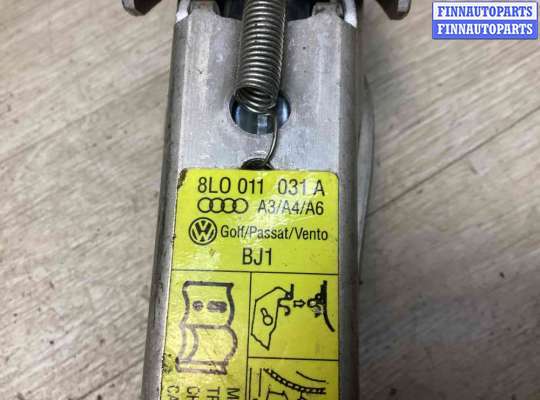 FINNAUTOPARTS
FINNAUTOPARTS
8L0 011 031 A
A3/A4/A6
Golf/Passat/Vento
BJ1